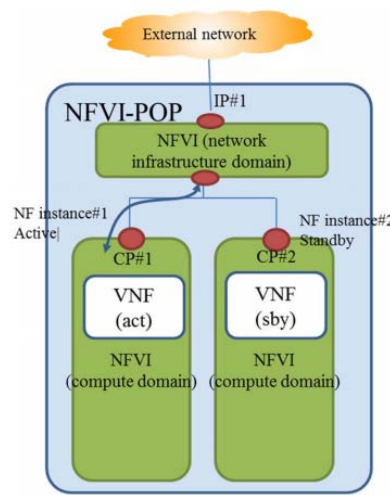 External network
IP#1
NFVI-POP
NFVI (network
infrastructure domain)
NF instance#1
Active|
NF instance#2
Standby
CP#1
CP#2
VNF
(act)
VNF
(sby)
NFVI
(compute domain)
NFVI
(compute domain)